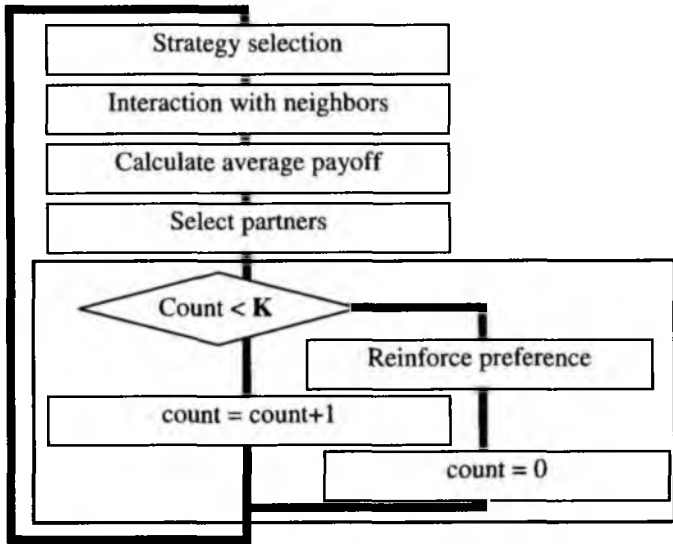 Strategy selection
Interaction with neighbors
Calculate average payoff
Select partners
Count < K
Reinforce preference
count = count+1
count = 0